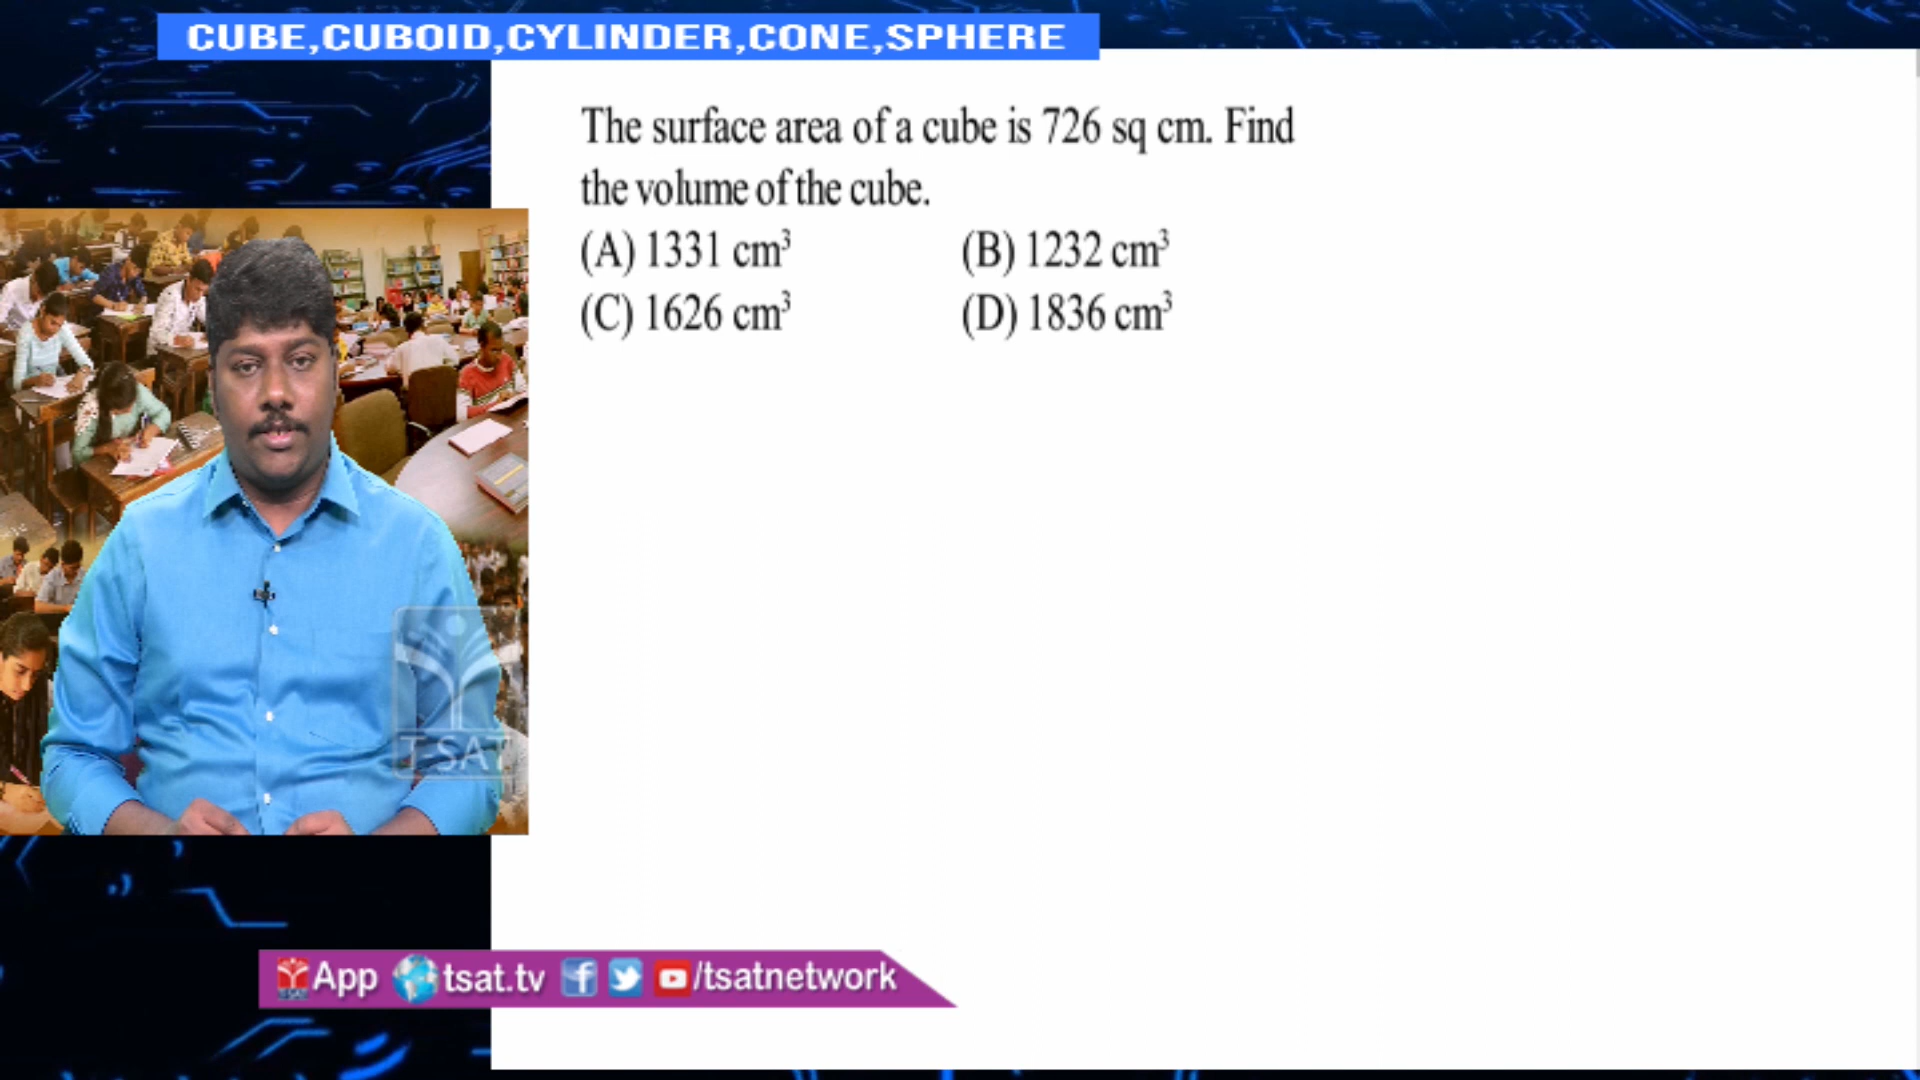 CUBE,CUBOID,CYLINDER,CONE,SPHERE
The surface area of a cube is 726 sq cm. Find
the volume of the cube.
(A) 1331 cm³ (B) 1232 cm³
(C) 1626 cm³ (D) 1836 cm³
T-SAT
T-SAT App tsat.tv /tsatnetwork